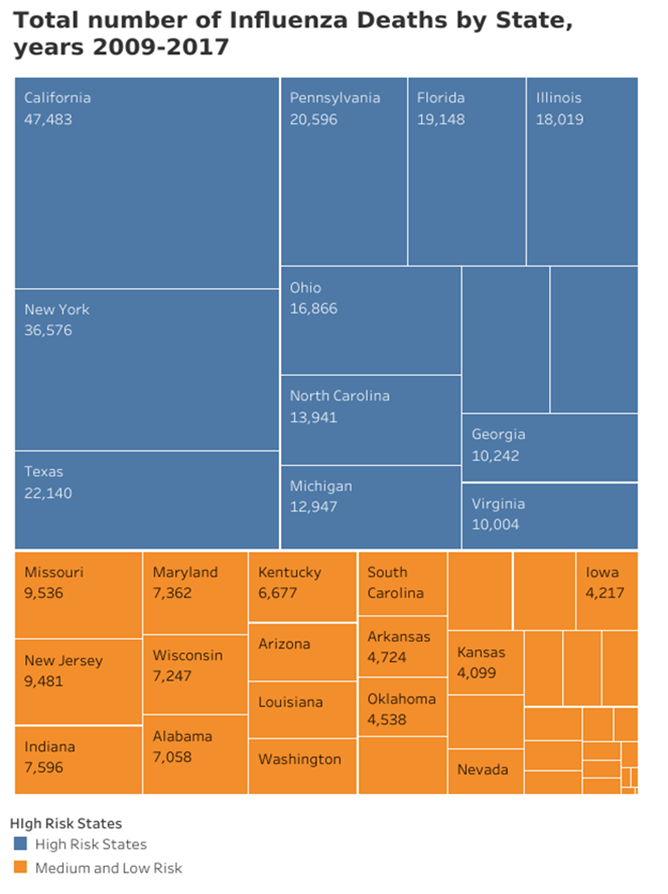 Total number of Influenza Deaths by State,
years 2009-2017
California
47,483
New York
36,576
Texas
22,140
Pennsylvania
20,596
Florida
19,148
Illinois
18,019
Ohio
16,866
North Carolina
13,941
Michigan
12,947
Georgia
10,242
Virginia
10,004
Missouri
9,536
New Jersey
9,481
Indiana
7,596
Maryland
7,362
Wisconsin
7,247
Alabama
7,058
Kentucky
6,677
Arizona
Louisiana
Washington
South
Carolina
Arkansas
4,724
Oklahoma
4,538
Iowa
4,217
Kansas
4,099
Nevada
HIgh Risk States
High Risk States
Medium and Low Risk